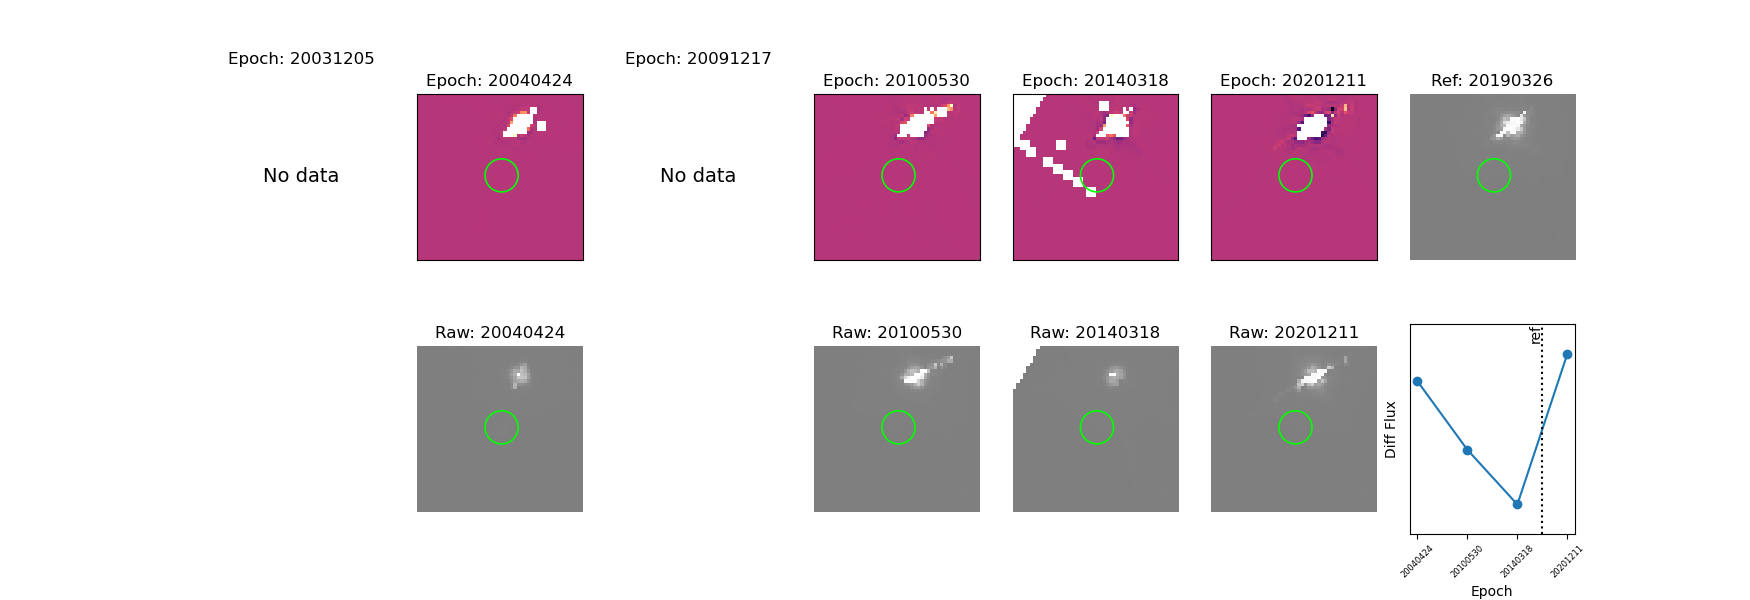 Epoch: 20031205
Epoch: 20040424
Epoch: 20091217
Epoch: 20100530
Epoch: 20140318
Epoch: 20201211
Ref: 20190326
No data
No data
Raw: 20040424
Raw: 20100530
Raw: 20140318
Raw: 20201211
ref
Diff Flux
20040424
20100530
20140318
20201211
Epoch